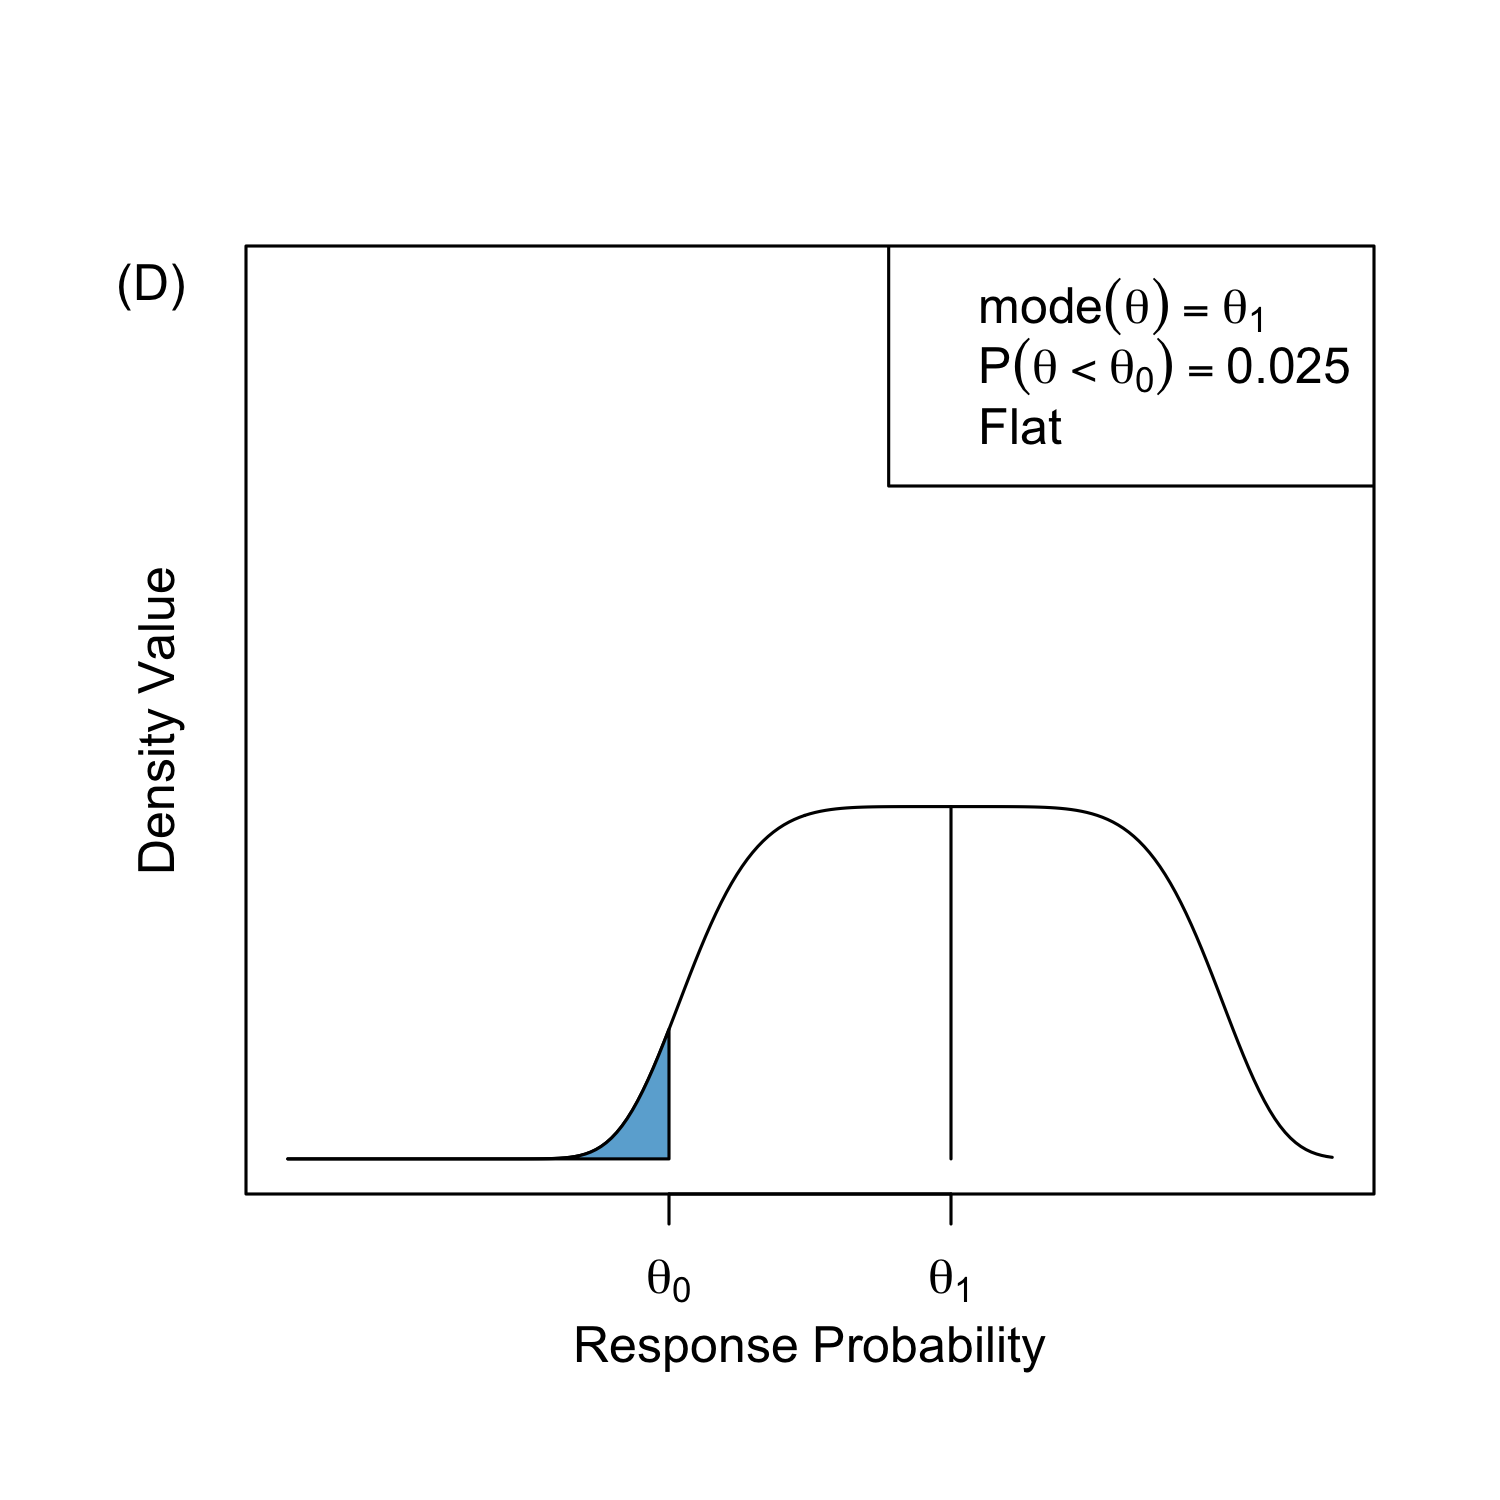 (D)
mode(θ) = θ₁
P(θ < θ₀) = 0.025
Flat
Density Value
θ₀ θ₁
Response Probability